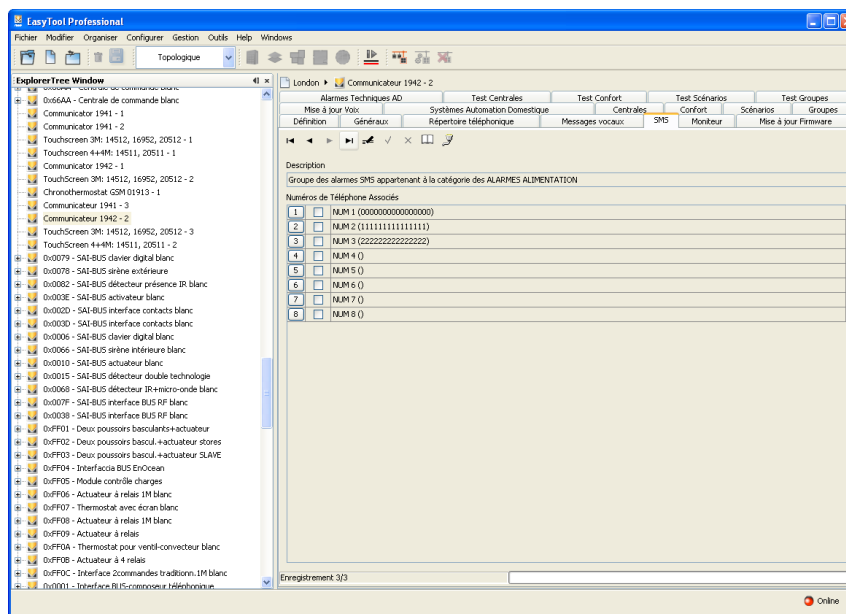 EasyTool Professional
Fichier Modifier Organiser Configurer Gestion Outils Help Windows
Topologique
ExplorerTree Window
0x66AA - Centrale de commande blanc
Communicator 1941 - 1
Communicator 1941 - 2
Touchscreen 3M: 14512, 16952, 20512 - 1
Touchscreen 4+4M: 14511, 20511 - 1
Communicator 1942 - 1
TouchScreen 3M: 14512, 16952, 20512 - 2
Chronothermostat GSM 01913 - 1
Communicateur 1941 - 3
Communicateur 1942 - 2
TouchScreen 3M: 14512, 16952, 20512 - 3
TouchScreen 4+4M: 14511, 20511 - 2
0x0079 - SAI-BUS clavier digital blanc
0x0078 - SAI-BUS sirène extérieure
0x0082 - SAI-BUS détecteur présence IR blanc
0x003E - SAI-BUS activateur blanc
0x002D - SAI-BUS interface contacts blanc
0x003D - SAI-BUS interface contacts blanc
0x0006 - SAI-BUS clavier digital blanc
0x0066 - SAI-BUS sirène intérieure blanc
0x0010 - SAI-BUS actuateur blanc
0x0015 - SAI-BUS détecteur double technologie
0x0068 - SAI-BUS détecteur IR+micro-onde blanc
0x007F - SAI-BUS interface BUS RF blanc
0x0038 - SAI-BUS interface BUS RF blanc
0xFF01 - Deux poussoirs basculants+actuateur
0xFF02 - Deux poussoirs bascul.+actuateur stores
0xFF03 - Deux poussoirs bascul.+actuateur SLAVE
0xFF04 - Interfaccia BUS EnOcean
0xFF05 - Module contrôle charges
0xFF06 - Actuateur á relais 1M blanc
0xFF07 - Thermostat avec écran blanc
0xFF08 - Actuateur á relais 1M blanc
0xFF09 - Actuateur á relais
0xFF0A - Thermostat pour ventil-convecteur blanc
0xFF0B - Actuateur á 4 relais
0xFF0C - Interface 2commandes traditionn.1M blanc
0x0001 - Interface BUS-composeur téléphonique
London Communicateur 1942 - 2
Alarmes Techniques AD Test Centrales Test Confort Test Scénarios Test Groupes
Mise à jour Voix Systèmes Automation Domestique Centrales Confort Scénarios Groupes
Définition Généraux Répertoire téléphonique Messages vocaux SMS Moniteur Mise à jour Firmware
Description
Groupe des alarmes SMS appartenant à la catégorie des ALARMES ALIMENTATION
Numéros de Téléphone Associés
1 NUM 1 (0000000000000000)
2 NUM 2 (111111111111111)
3 NUM 3 (222222222222222)
4 NUM 4 ()
5 NUM 5 ()
6 NUM 6 ()
7 NUM 7 ()
8 NUM 8 ()
Enregistrement 3/3
Online